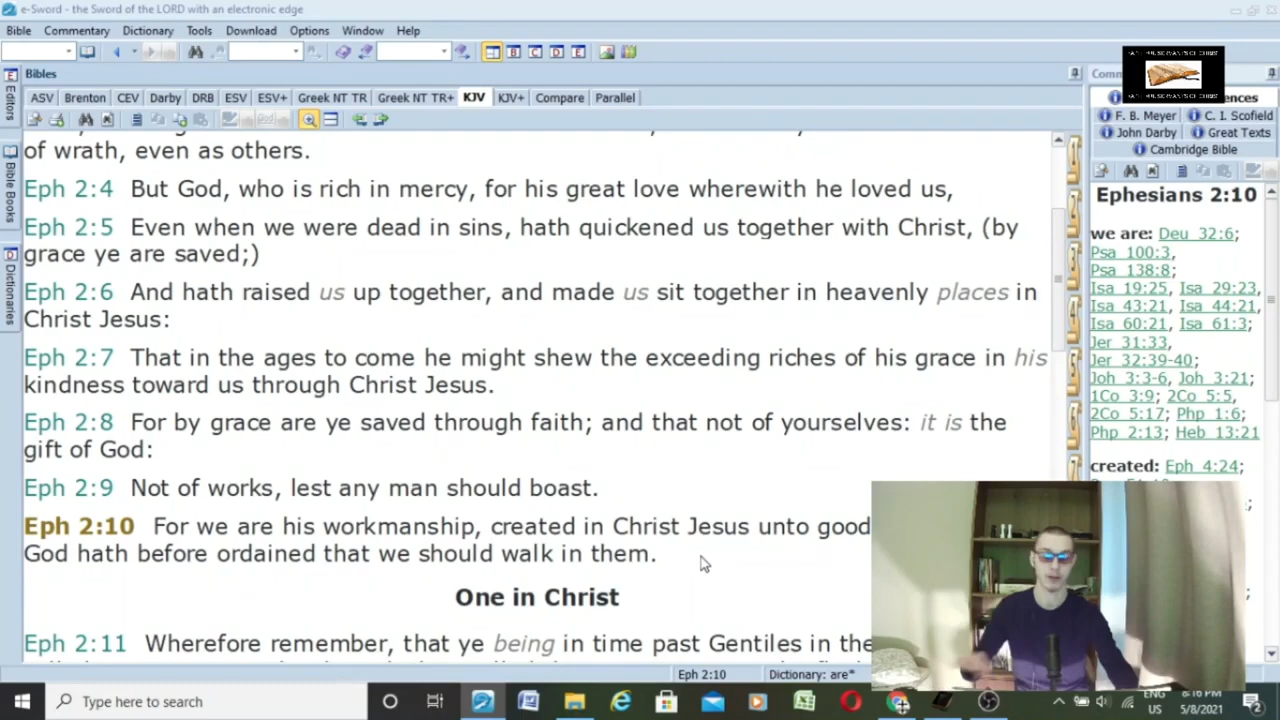 e-Sword - the Sword of the LORD with an electronic edge
Bible Commentary Dictionary Tools Download Options Window Help
Bibles
ASV Brenton CEV Darby DRB ESV ESV+ Greek NT TR Greek NT TR+ KJV KJV+ Compare Parallel
F. B. Meyer C. I. Scofield
John Darby Great Texts
Cambridge Bible
Editors
Bible Books
Dictionaries
of wrath, even as others.
Eph 2:4 But God, who is rich in mercy, for his great love wherewith he loved us,
Eph 2:5 Even when we were dead in sins, hath quickened us together with Christ, (by
grace ye are saved;)
Eph 2:6 And hath raised us up together, and made us sit together in heavenly places in
Christ Jesus:
Eph 2:7 That in the ages to come he might shew the exceeding riches of his grace in his
kindness toward us through Christ Jesus.
Eph 2:8 For by grace are ye saved through faith; and that not of yourselves: it is the
gift of God:
Eph 2:9 Not of works, lest any man should boast.
Eph 2:10 For we are his workmanship, created in Christ Jesus unto good
God hath before ordained that we should walk in them.
One in Christ
Eph 2:11 Wherefore remember, that ye being in time past Gentiles in the
Ephesians 2:10
we are: Deu 32:6;
Psa 100:3,
Psa 138:8;
Isa 19:25, Isa 29:23,
Isa 43:21, Isa 44:21,
Isa 60:21, Isa 61:3;
Jer 31:33,
Jer 32:39-40;
Joh 3:3-6, Joh 3:21;
1Co 3:9; 2Co 5:5,
2Co 5:17; Php 1:6;
Php 2:13; Heb 13:21
created: Eph 4:24;
Eph 2:10 Dictionary: are*
Type here to search
ENG
US
8:16 PM
5/8/2021
2